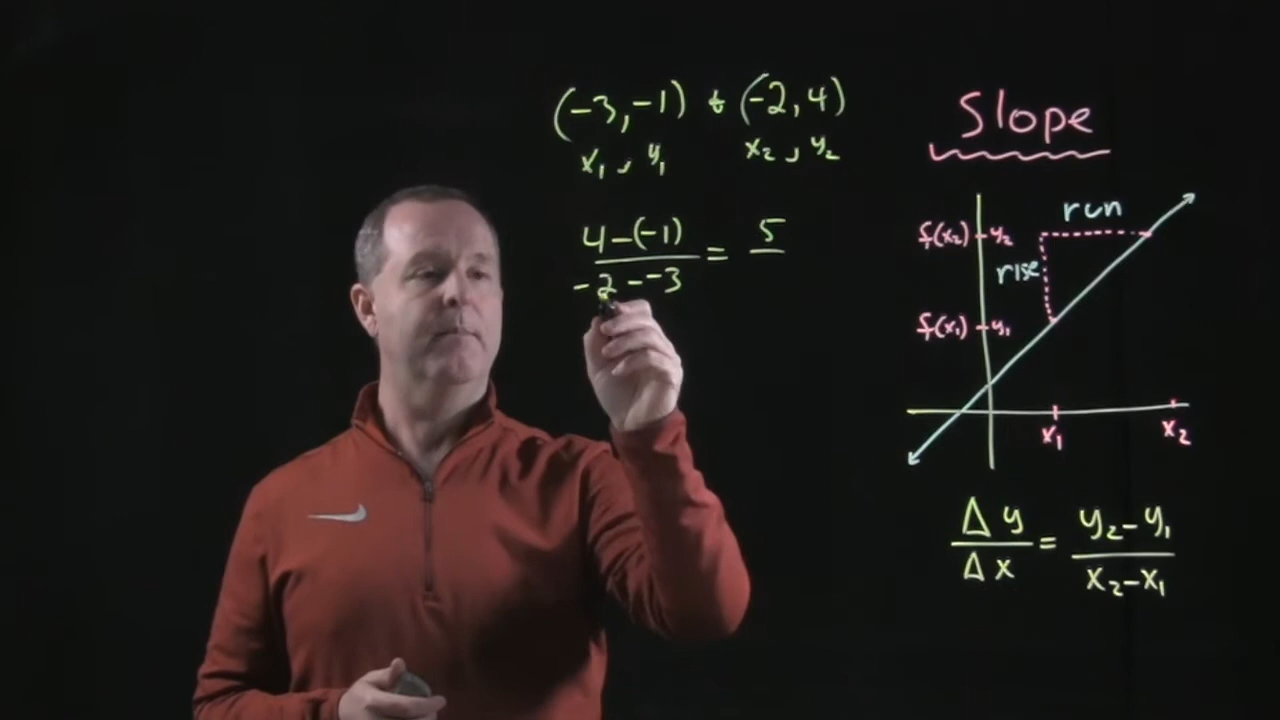 (-3,-1) + (-2,4)
x₁, y₁ x₂, y₂
4-(-1) = 5
-2--3
Slope
run
f(x₂) y₂
rise
f(x₁) y₁
x₁ x₂
Δy = y₂-y₁
Δx x₂-x₁